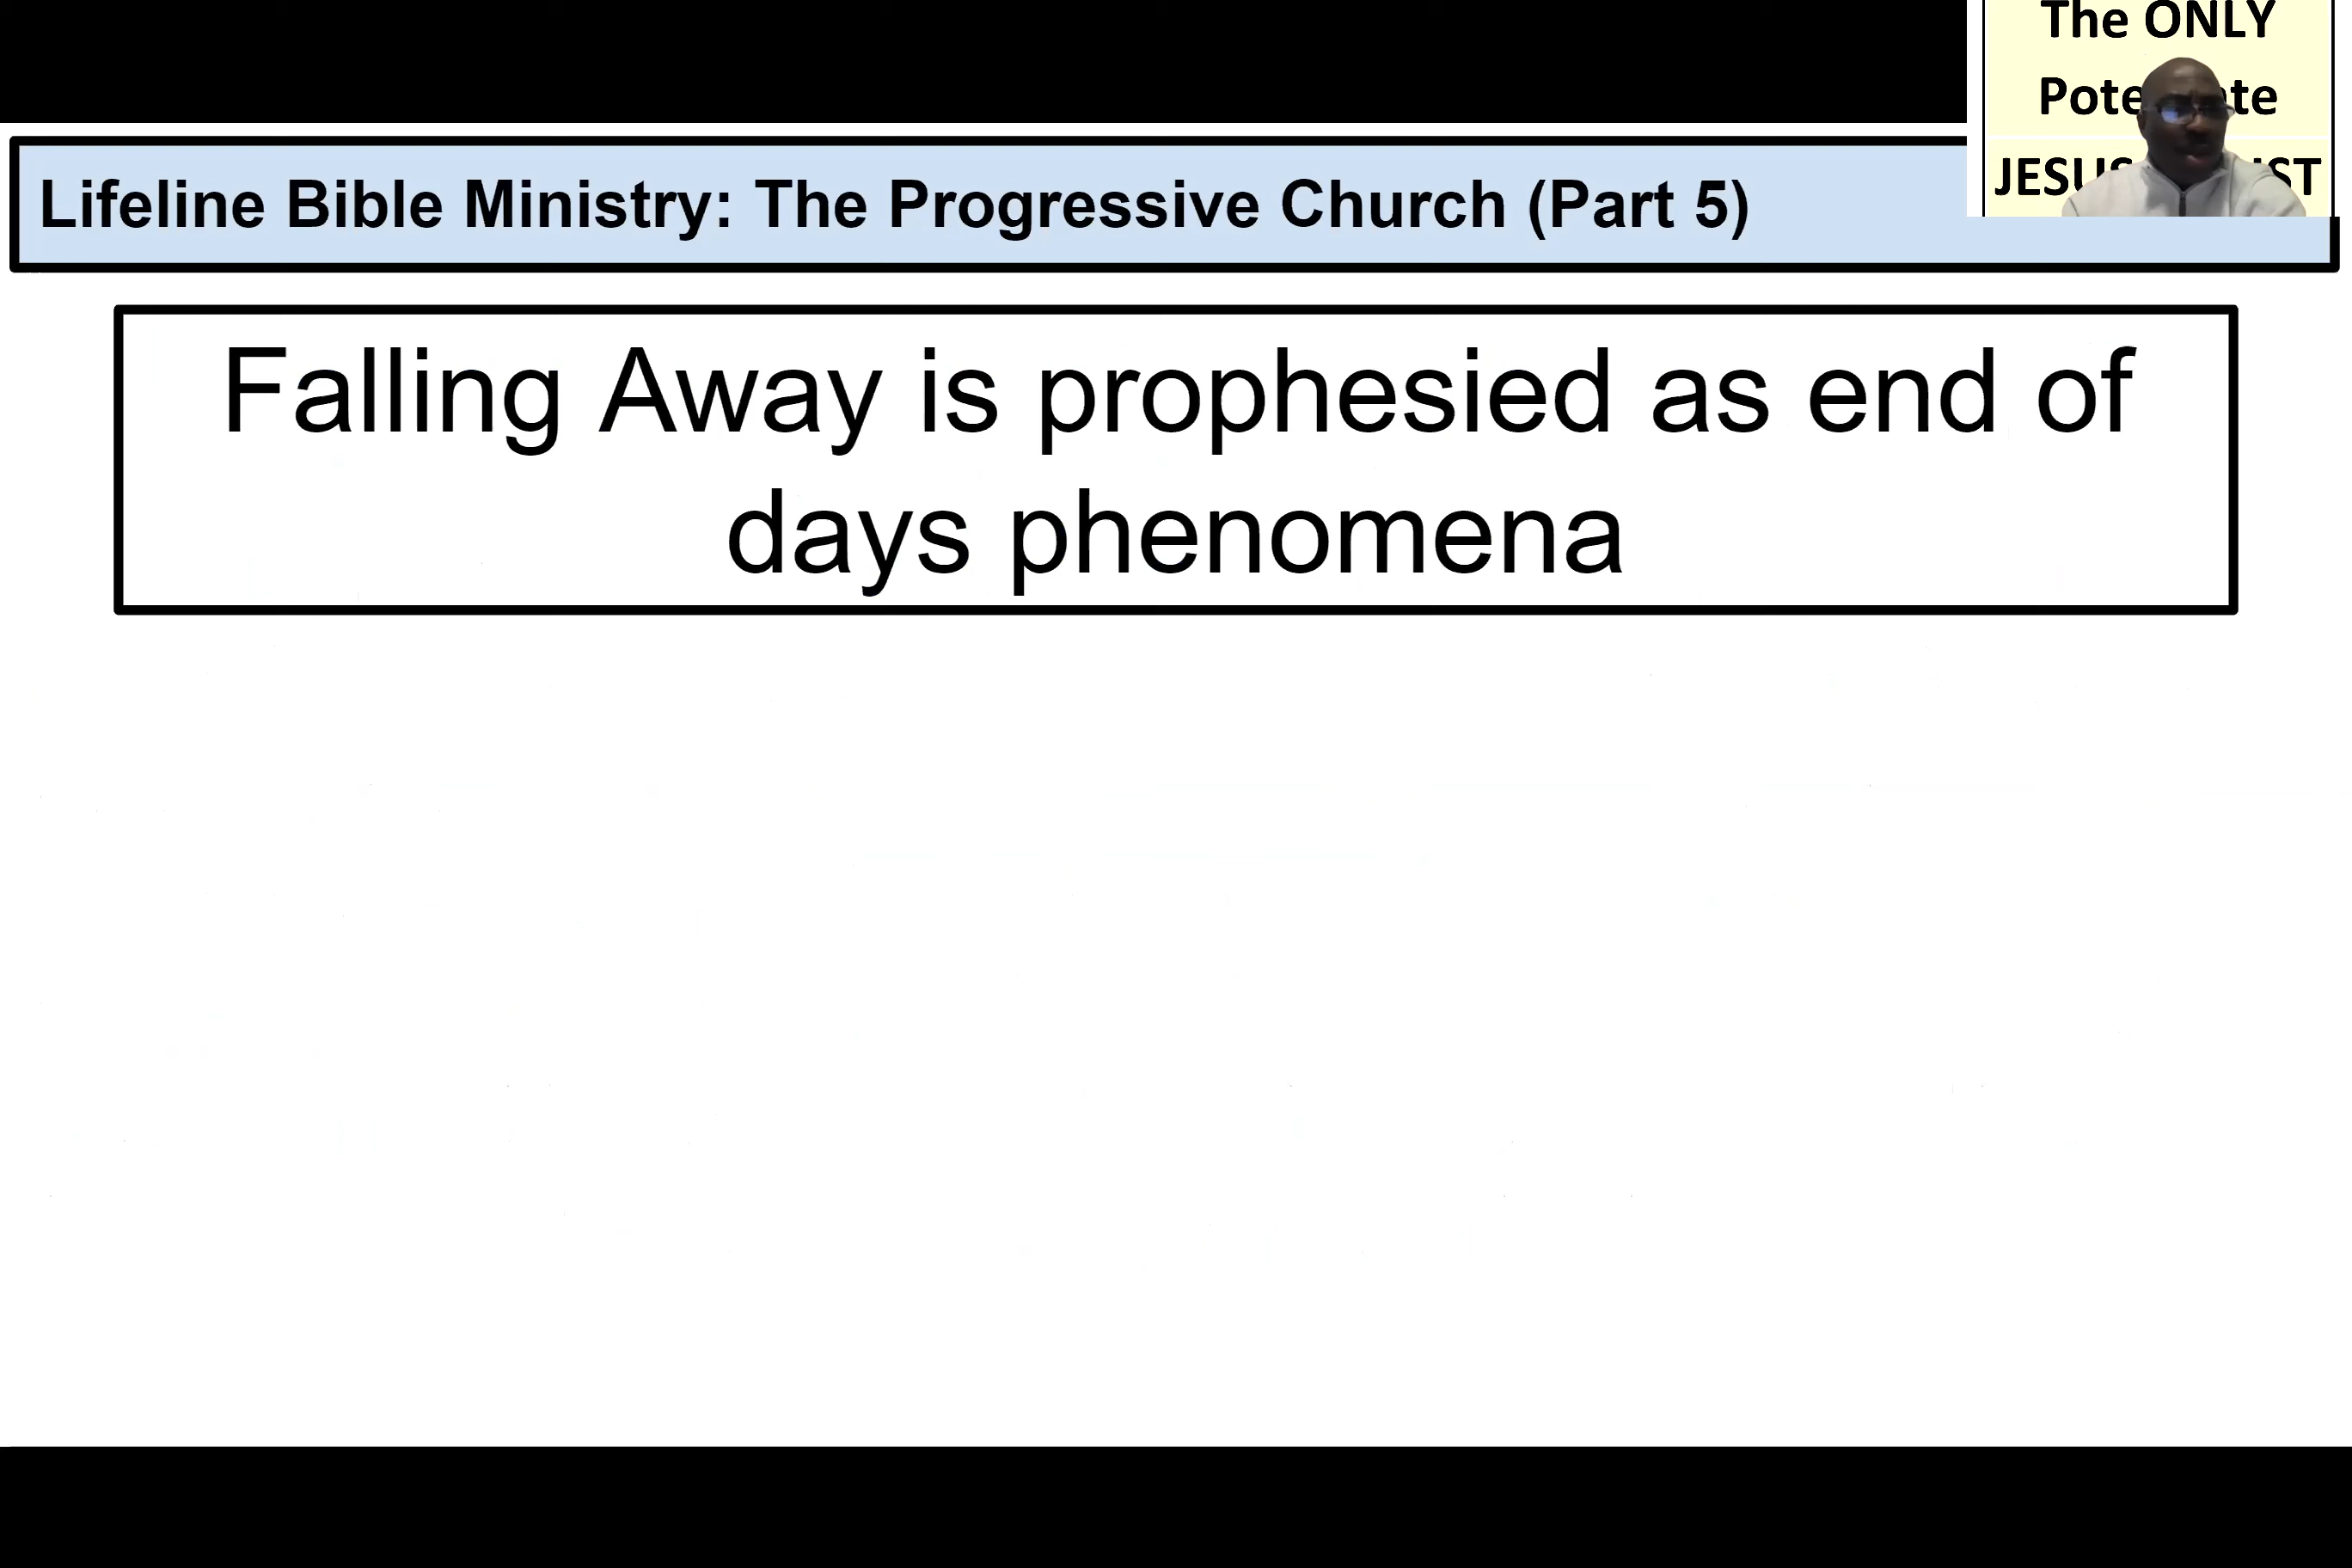 The ONLY
JESUS
Lifeline Bible Ministry: The Progressive Church (Part 5)
Falling Away is prophesied as end of
days phenomena